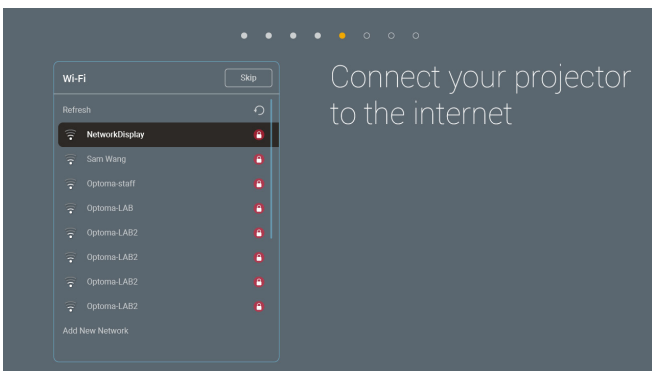 Wi-Fi
Skip
Connect your projector
to the internet
Refresh
NetworkDisplay
Sam Wang
Optoma-staff
Optoma-LAB
Optoma-LAB2
Optoma-LAB2
Optoma-LAB2
Optoma-LAB2
Add New Network